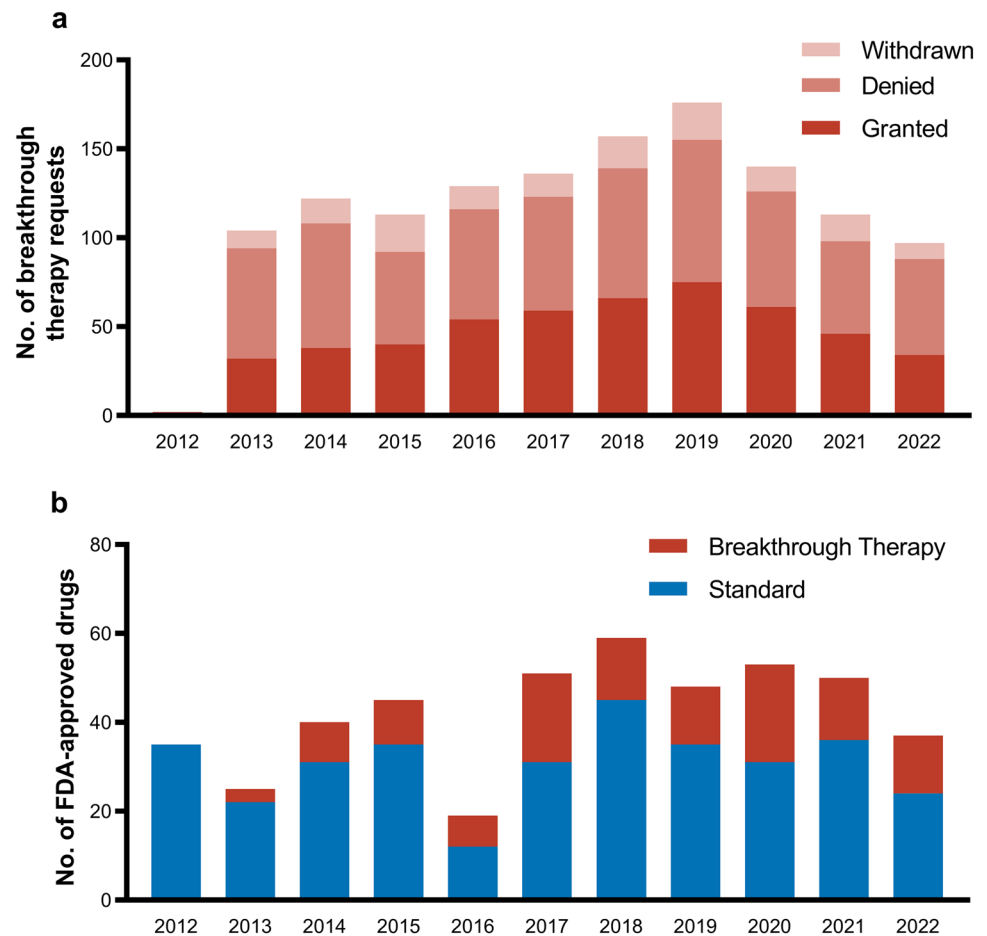 a
Withdrawn
Denied
Granted
No. of breakthrough
therapy requests
200
150
100
50
0
2012 2013 2014 2015 2016 2017 2018 2019 2020 2021 2022
b
Breakthrough Therapy
Standard
No. of FDA-approved drugs
80
60
40
20
0
2012 2013 2014 2015 2016 2017 2018 2019 2020 2021 2022